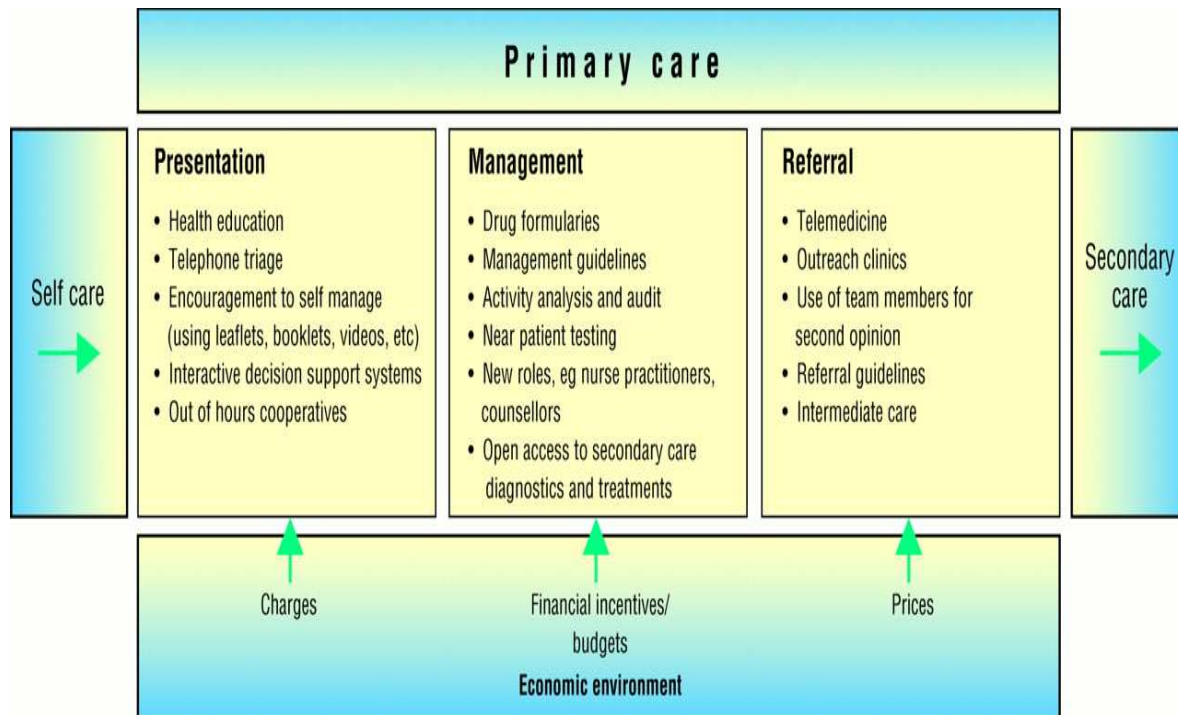 Primary care
Self care
Presentation
• Health education
• Telephone triage
• Encouragement to self manage
(using leaflets, booklets, videos, etc)
• Interactive decision support systems
• Out of hours cooperatives
Management
• Drug formularies
• Management guidelines
• Activity analysis and audit
• Near patient testing
• New roles, eg nurse practitioners,
counsellors
• Open access to secondary care
diagnostics and treatments
Referral
• Telemedicine
• Outreach clinics
• Use of team members for
second opinion
• Referral guidelines
• Intermediate care
Secondary
care
Charges
Financial incentives/
budgets
Prices
Economic environment